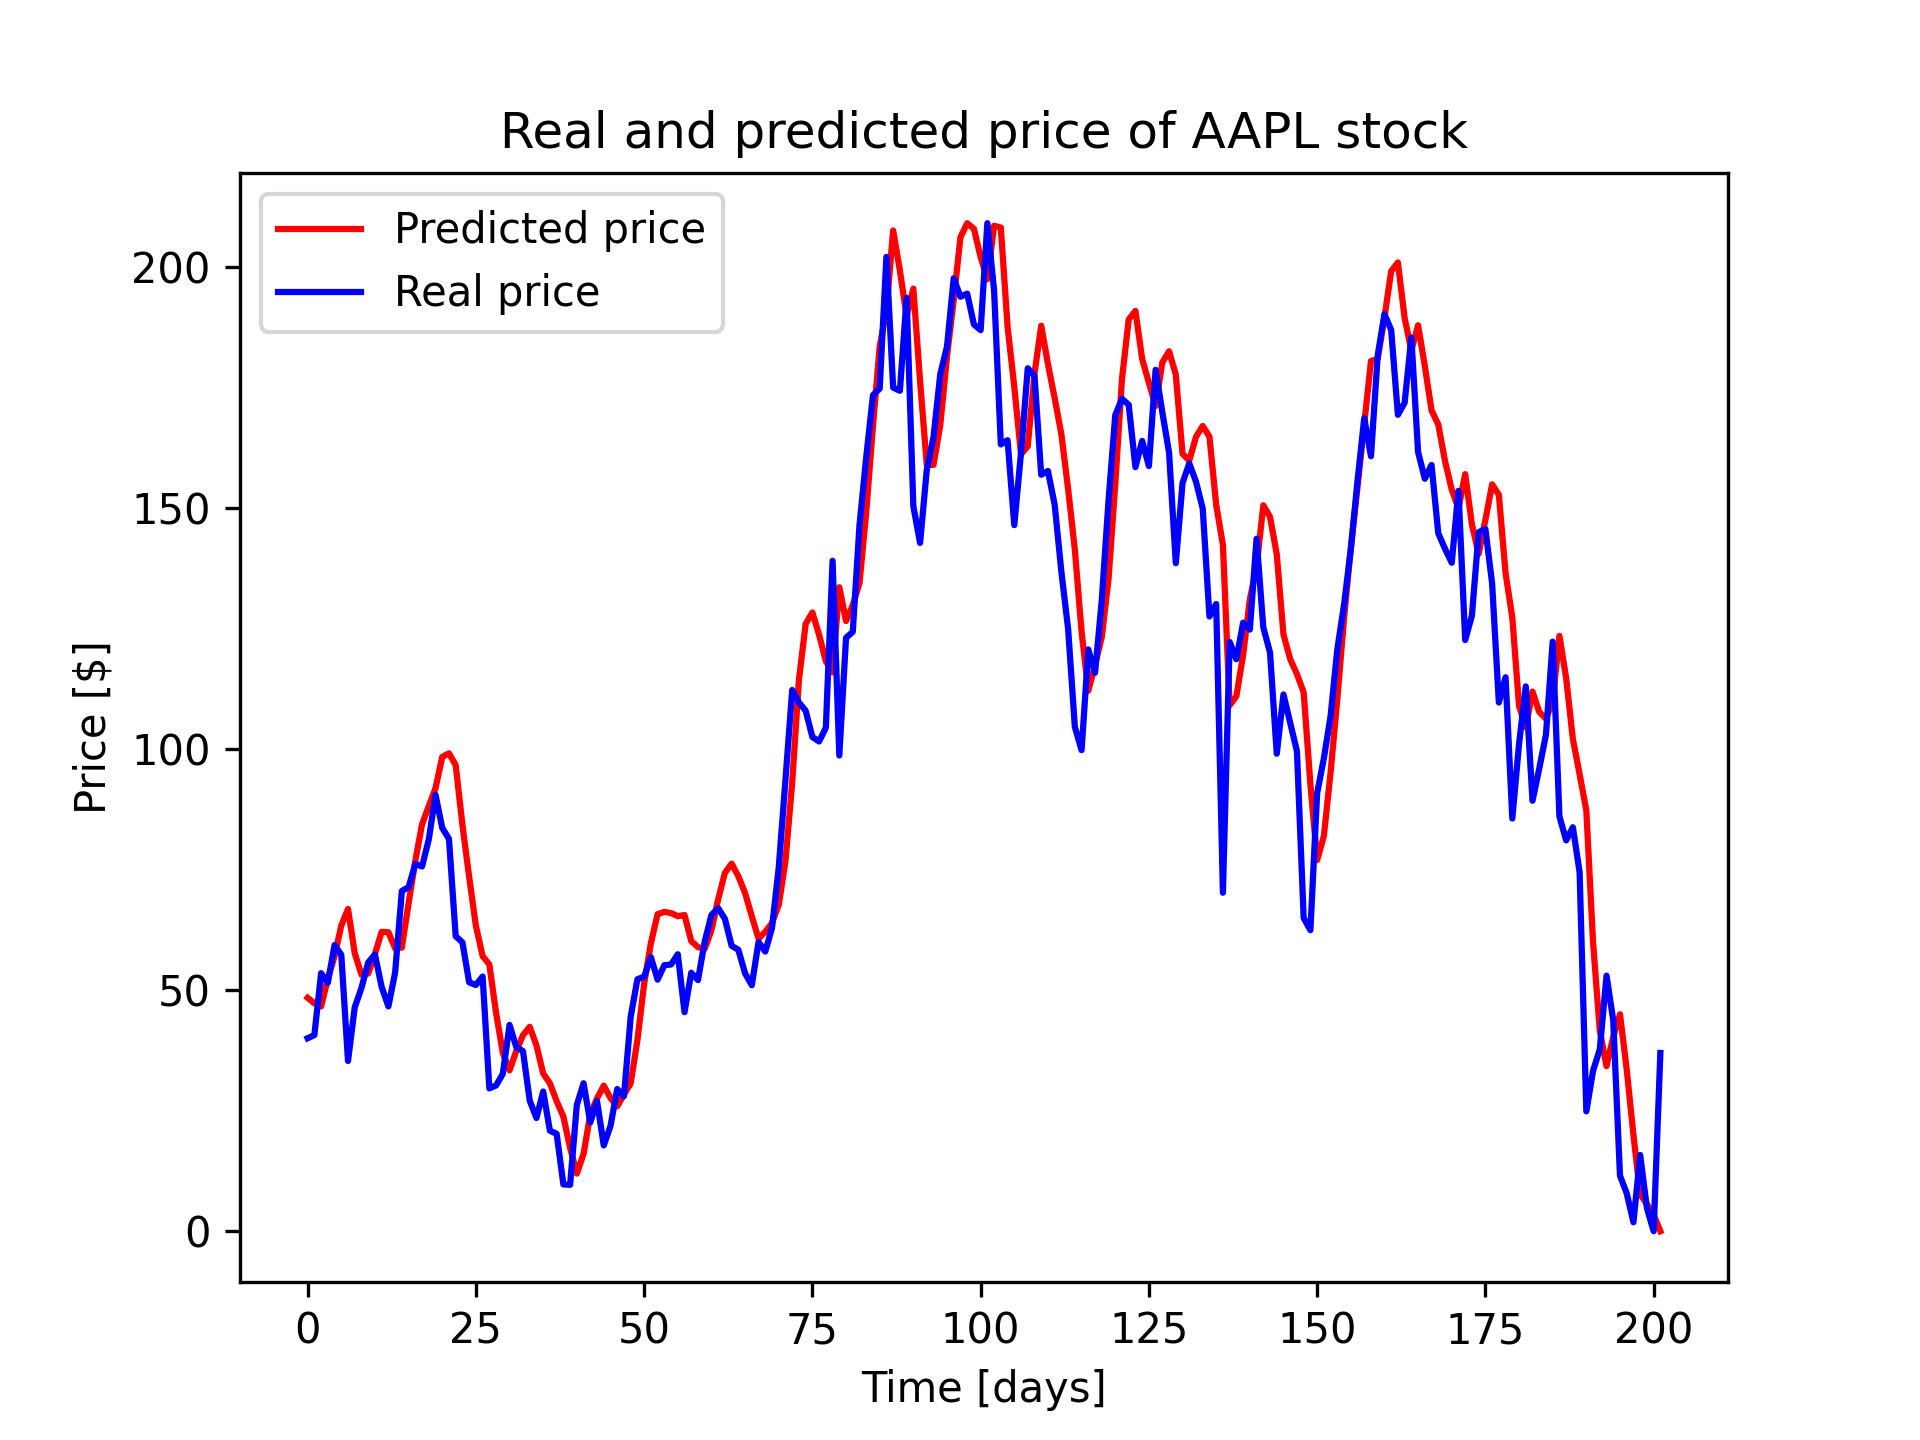 Real and predicted price of AAPL stock
Predicted price
Real price
200
150
100
50
0
Price [$]
0 25 50 75 100 125 150 175 200
Time [days]